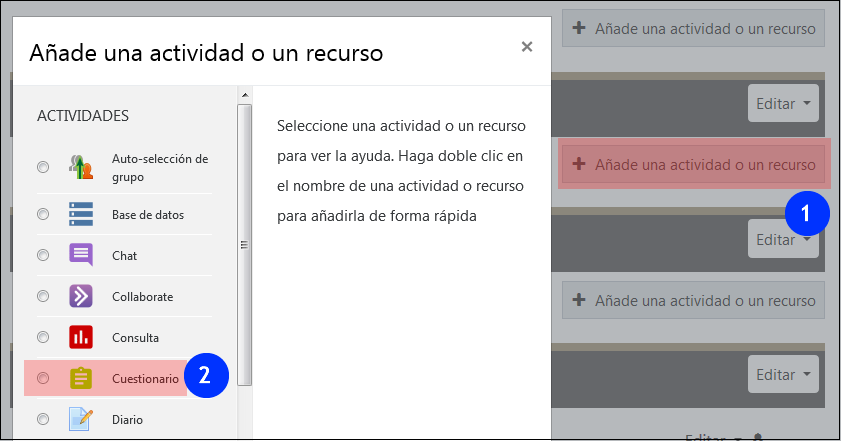 Añade una actividad o un recurso
×
ACTIVIDADES
Auto-selección de
grupo
Base de datos
Chat
Collaborate
Consulta
Cuestionario
2
Diario
Seleccione una actividad o un recurso
para ver la ayuda. Haga doble clic en
el nombre de una actividad o recurso
para añadirla de forma rápida
+ Añade una actividad o un recurso
Editar
+ Añade una actividad o un recurso
1
Editar
+ Añade una actividad o un recurso
Editar
Editar